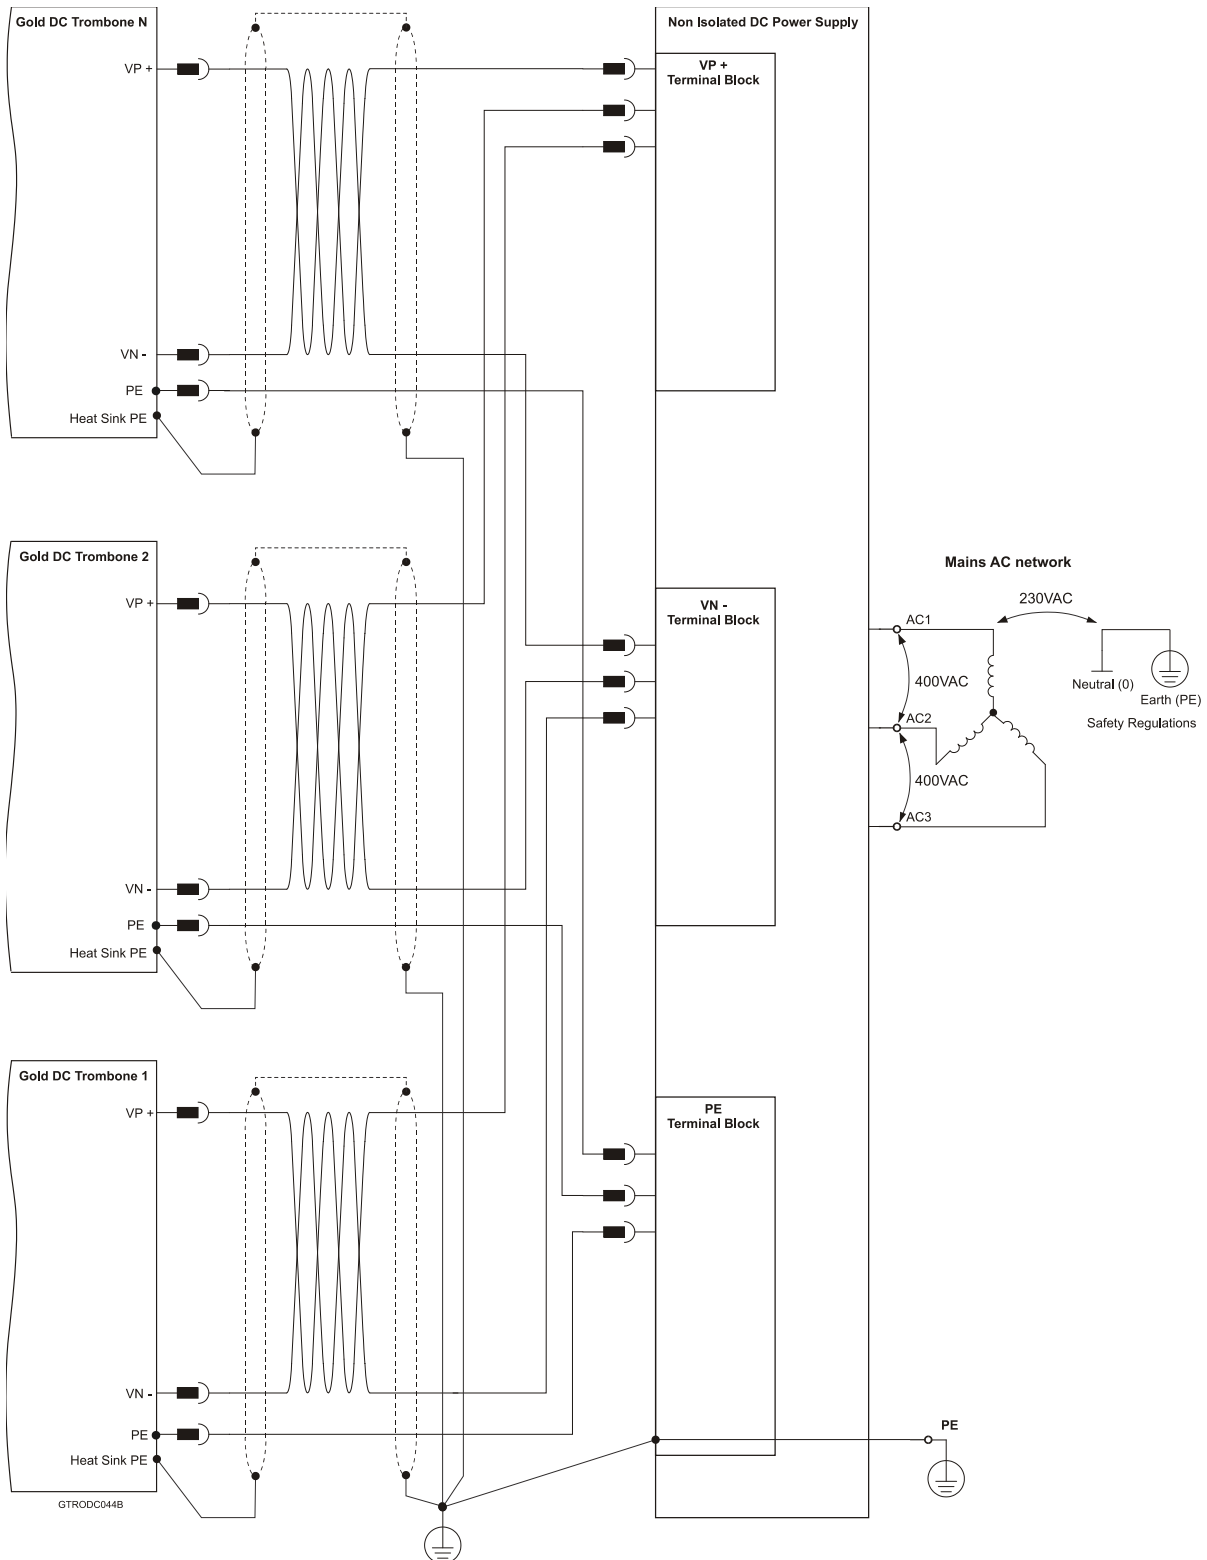 Gold DC Trombone N
VP +
VN -
PE
Heat Sink PE
Non Isolated DC Power Supply
VP +
Terminal Block
Gold DC Trombone 2
VP +
VN -
PE
Heat Sink PE
VN -
Terminal Block
Mains AC network
230VAC
AC1
400VAC
AC2
400VAC
AC3
Neutral (0)
Earth (PE)
Safety Regulations
Gold DC Trombone 1
VP +
VN -
PE
Heat Sink PE
PE
Terminal Block
PE
GTRODC044B